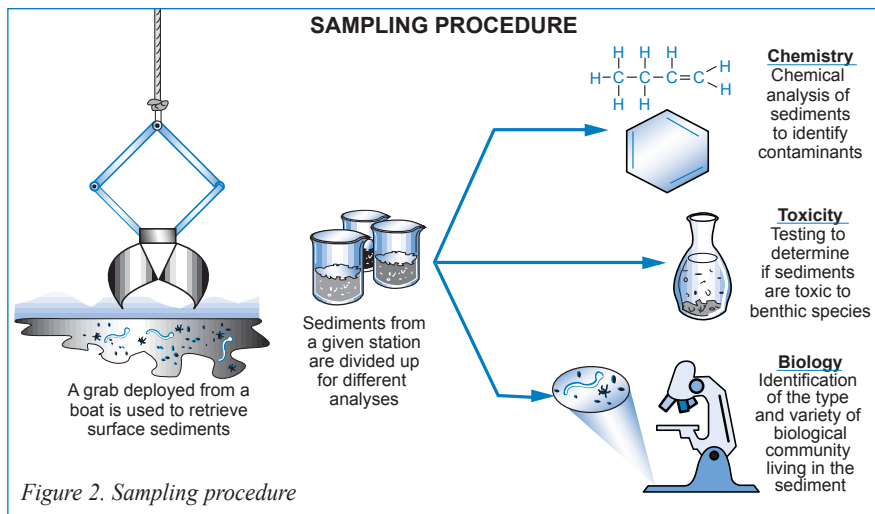 SAMPLING PROCEDURE
A grab deployed from a
boat is used to retrieve
surface sediments
Sediments from
a given station
are divided up
for different
analyses
H H H H
H-C-C-C=C
H H H
Chemistry
Chemical
analysis of
sediments
to identify
contaminants
Toxicity
Testing to
determine
if sediments
are toxic to
benthic species
Biology
Identification
of the type
and variety of
biological
community
living in the
sediment
Figure 2. Sampling procedure